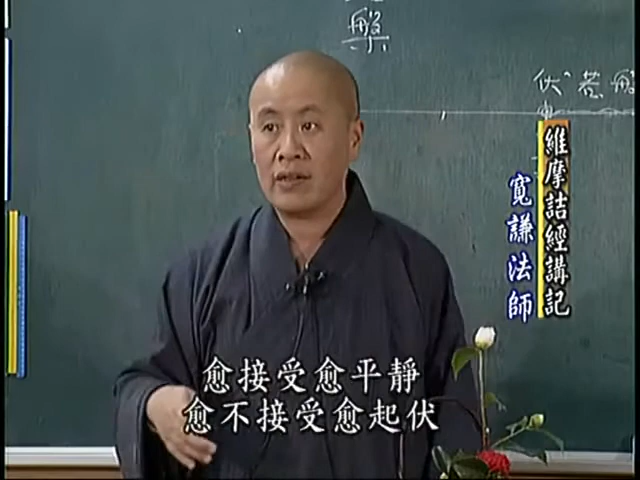 槃
維摩詰經講記
寬謙法師
愈接受愈平靜
愈不接受愈起伏